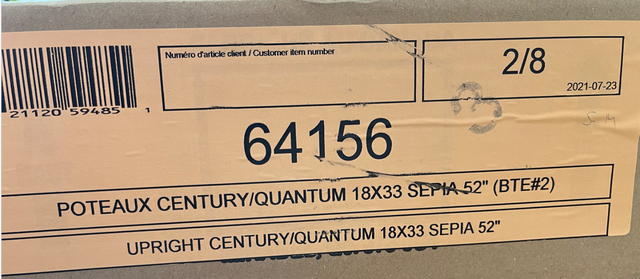 Numéro d'article client / Customer item number
2/8
2021-07-23
21120 59485 1
3
64156
POTEAUX CENTURY/QUANTUM 18X33 SEPIA 52" (BTE#2)
UPRIGHT CENTURY/QUANTUM 18X33 SEPIA 52"